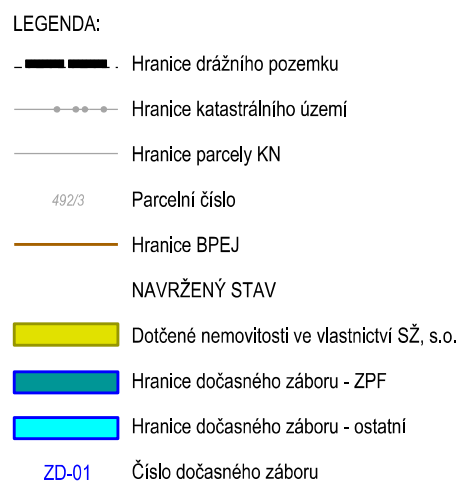 LEGENDA:
Hranice drážního pozemku
Hranice katastrálního území
Hranice parcely KN
492/3 Parcelní číslo
Hranice BPEJ
NAVRŽENÝ STAV
Dotčené nemovitosti ve vlastnictví SŽ, s.o.
Hranice dočasného záboru - ZPF
Hranice dočasného záboru - ostatní
ZD-01 Číslo dočasného záboru